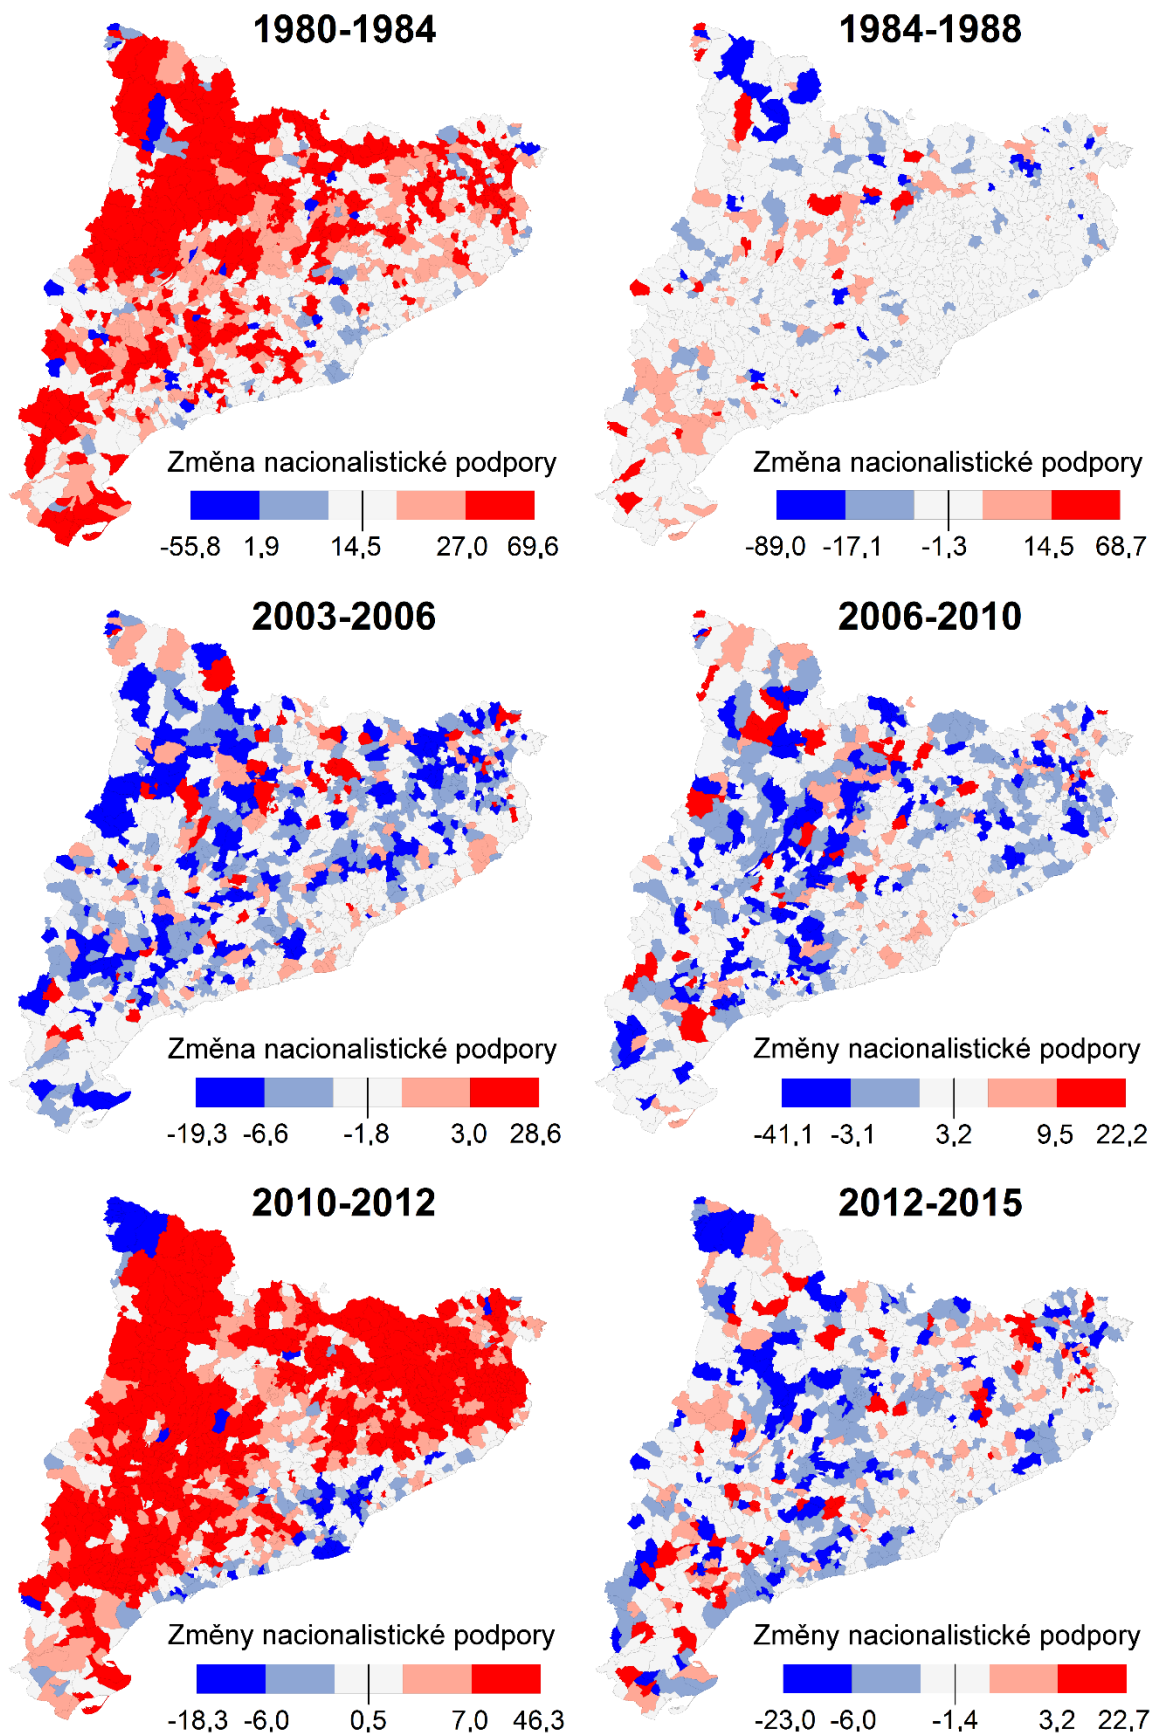 1980-1984
1984-1988
Změna nacionalistické podpory
-55,8 1,9 14,5 27,0 69,6
Změna nacionalistické podpory
-89,0 -17,1 -1,3 14,5 68,7
2003-2006
2006-2010
Změna nacionalistické podpory
-19,3 -6,6 -1,8 3,0 28,6
Změny nacionalistické podpory
-41,1 -3,1 3,2 9,5 22,2
2010-2012
2012-2015
Změny nacionalistické podpory
-18,3 -6,0 0,5 7,0 46,3
Změny nacionalistické podpory
-23,0 -6,0 -1,4 3,2 22,7